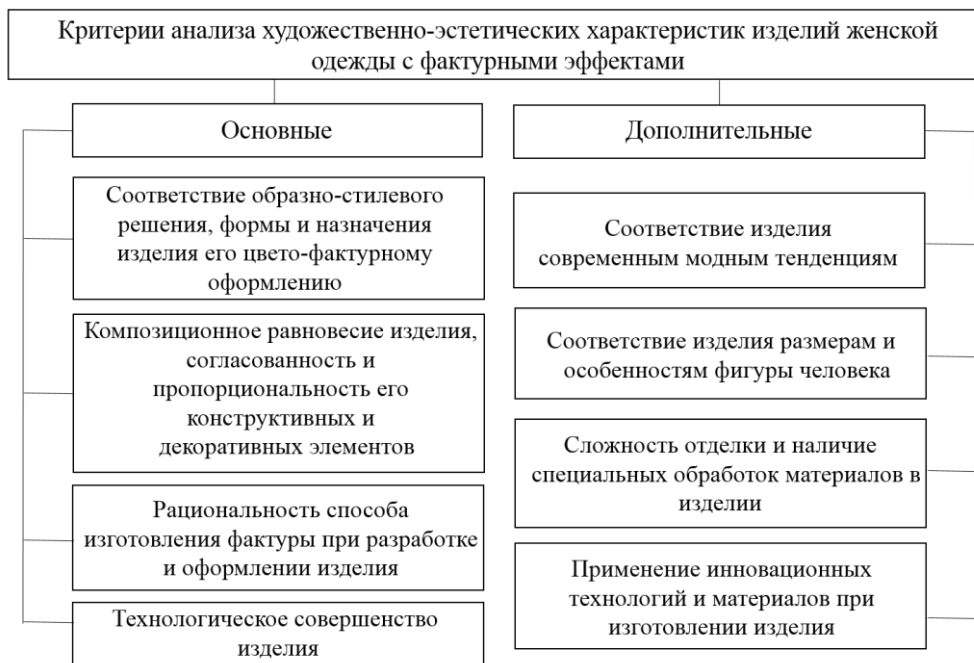 Критерии анализа художественно-эстетических характеристик изделий женской
одежды с фактурными эффектами
Основные
Соответствие образно-стилевого
решения, формы и назначения
изделия его цвето-фактурному
оформлению
Композиционное равновесие изделия,
согласованность и
пропорциональность его
конструктивных и
декоративных элементов
Рациональность способа
изготовления фактуры при разработке
и оформлении изделия
Технологическое совершенство
изделия
Дополнительные
Соответствие изделия
современным модным тенденциям
Соответствие изделия размерам и
особенностям фигуры человека
Сложность отделки и наличие
специальных обработок материалов в
изделии
Применение инновационных
технологий и материалов при
изготовлении изделия